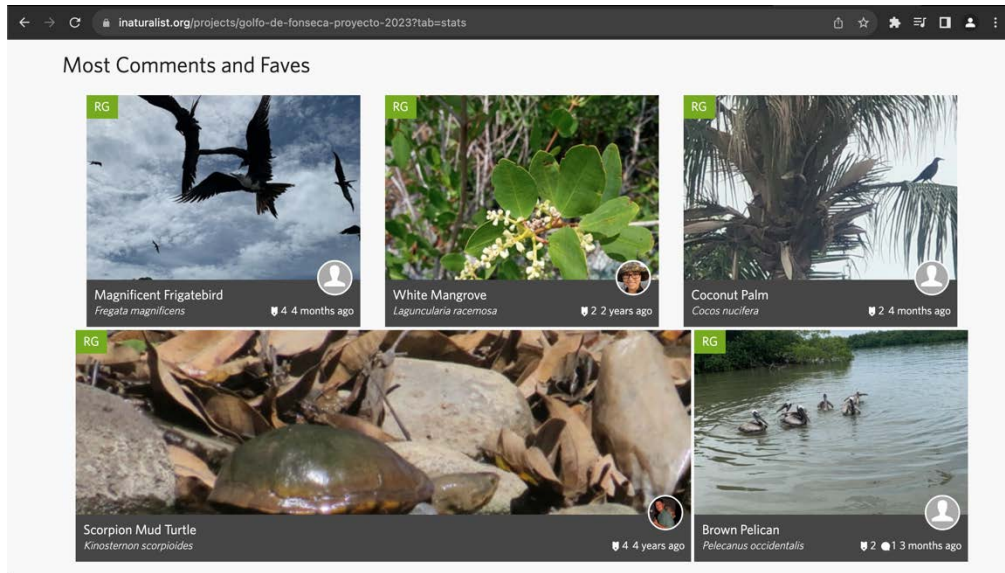 inaturalist.org/projects/golfo-de-fonseca-proyecto-2023?tab=stats
Most Comments and Faves
RG
Magnificent Frigatebird
Fregata magnificens
4 4 months ago
RG
White Mangrove
Laguncularia racemosa
2 2 years ago
RG
Coconut Palm
Cocos nucifera
2 4 months ago
RG
Scorpion Mud Turtle
Kinosternon scorpioides
4 4 years ago
RG
Brown Pelican
Pelecanus occidentalis
2 1 3 months ago